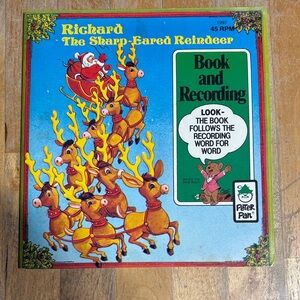 Richard
The Sharp-Eared Reindeer
45 RPM
Book
and
Recording
LOOK-
THE BOOK
FOLLOWS THE
RECORDING
WORD FOR
WORD
Peter
Pan